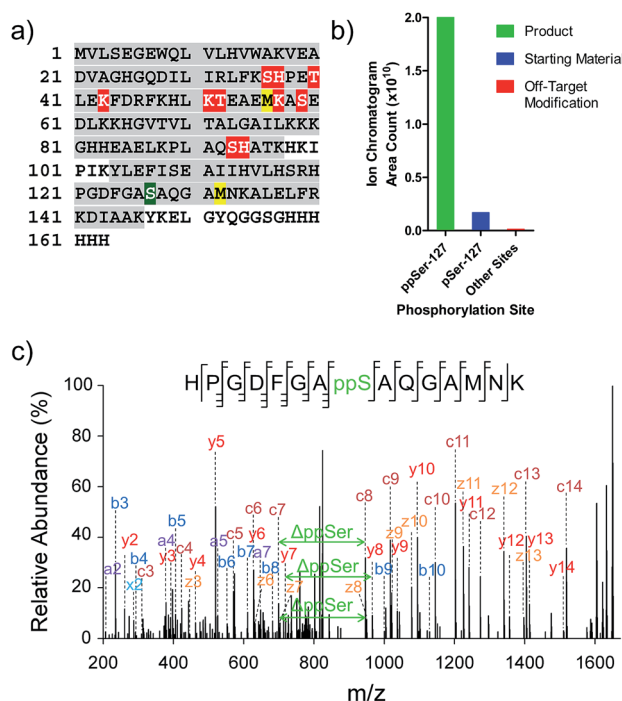 a)
1 MVLSEGEWQL VLHVWAKVEA
21 DVAGHGQDIL IRLFKSHPET
41 LEKFDRFKHL KTEAEMKASE
61 DLKKHGVTVL TALGAILKKK
81 GHHEAELKPL AQSHATKHKI
101 PIKYLEFISE AIIHVLHSRH
121 PGDFGASAQG AMNKALELFR
141 KDIAAKYKEL GYQGGSGHHH
161 HHH
b)
Ion Chromatogram
Area Count (x10^10)
2.0
1.5
1.0
0.5
0.0
ppSer-127
pSer-127
Other Sites
Phosphorylation Site
Product
Starting Material
Off-Target
Modification
c)
HPGDFGAppSAQGAMNK
Relative Abundance (%)
100
80
60
40
20
0
200 400 600 800 1000 1200 1400 1600
m/z
a2
b3
y2
x2
b4
c3
a4
y3
b5
c4
z3
y4
y5
a5
b6
c5
b7
c6
y6
a7
z6
b8
c7
y7
z7
ΔppSer
ΔppSer
ΔppSer
z8
c8
y8
b9
c9
z9
y9
y10
z10
b10
c10
c11
z11
y11
c12
z12
y12
c13
z13
y13
y14
c14